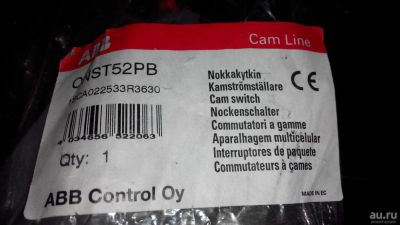 ABB
Cam Line
ONST52PB
1SCA022533R3630
Nokkakytkin
Kamströmställare
Cam switch
Nockenschalter
Commutatori a gamme
Aparalhagem multicelular
Interruptores de paquete
Commutateurs à cames
CE
Qty: 1
ABB Control Oy
MADE IN EC
au.ru